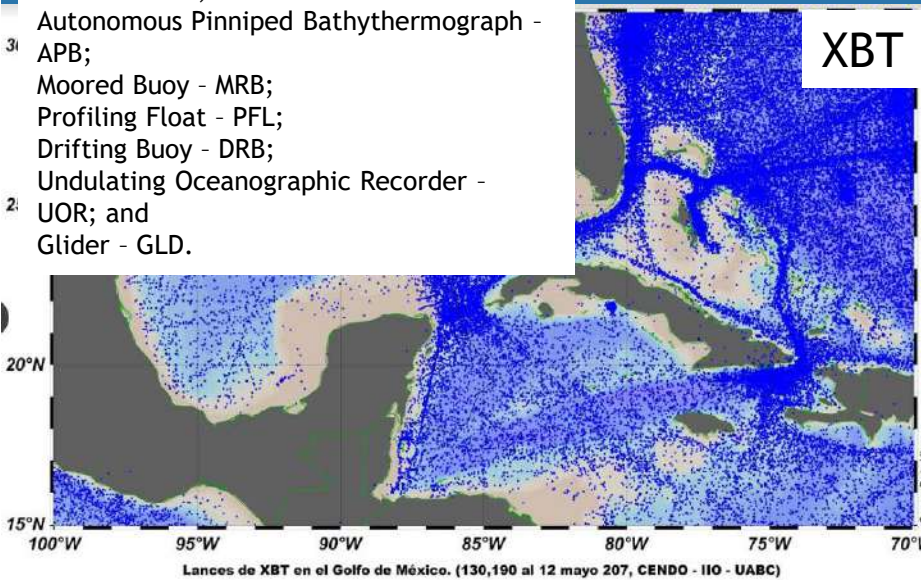 Autonomous Pinniped Bathythermograph –
APB;
Moored Buoy – MRB;
Profiling Float – PFL;
Drifting Buoy – DRB;
Undulating Oceanographic Recorder –
UOR; and
Glider – GLD.
XBT
20°N
15°N
100°W 95°W 90°W 85°W 80°W 75°W 70°
Lances de XBT en el Golfo de México. (130,190 al 12 mayo 207, CENDO - IIO - UABC)